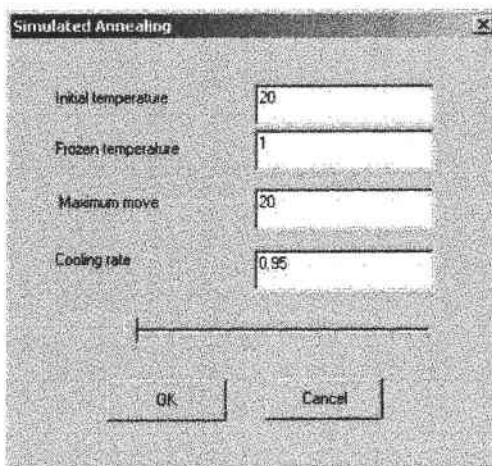 Simulated Annealing
Initial temperature 20
Frozen temperature 1
Maximum move 20
Cooling rate 0,95
OK Cancel